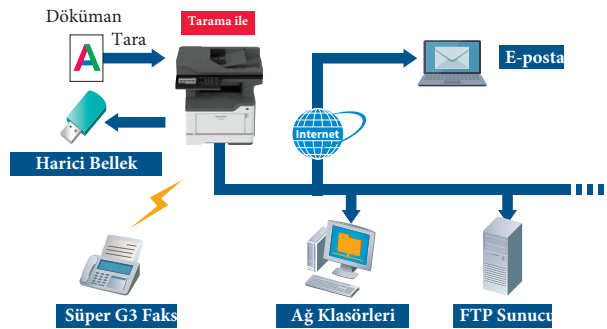 Döküman
Tara
Tarama ile
E-posta
Internet
Harici Bellek
Süper G3 Faks
Ağ Klasörleri
FTP Sunucu